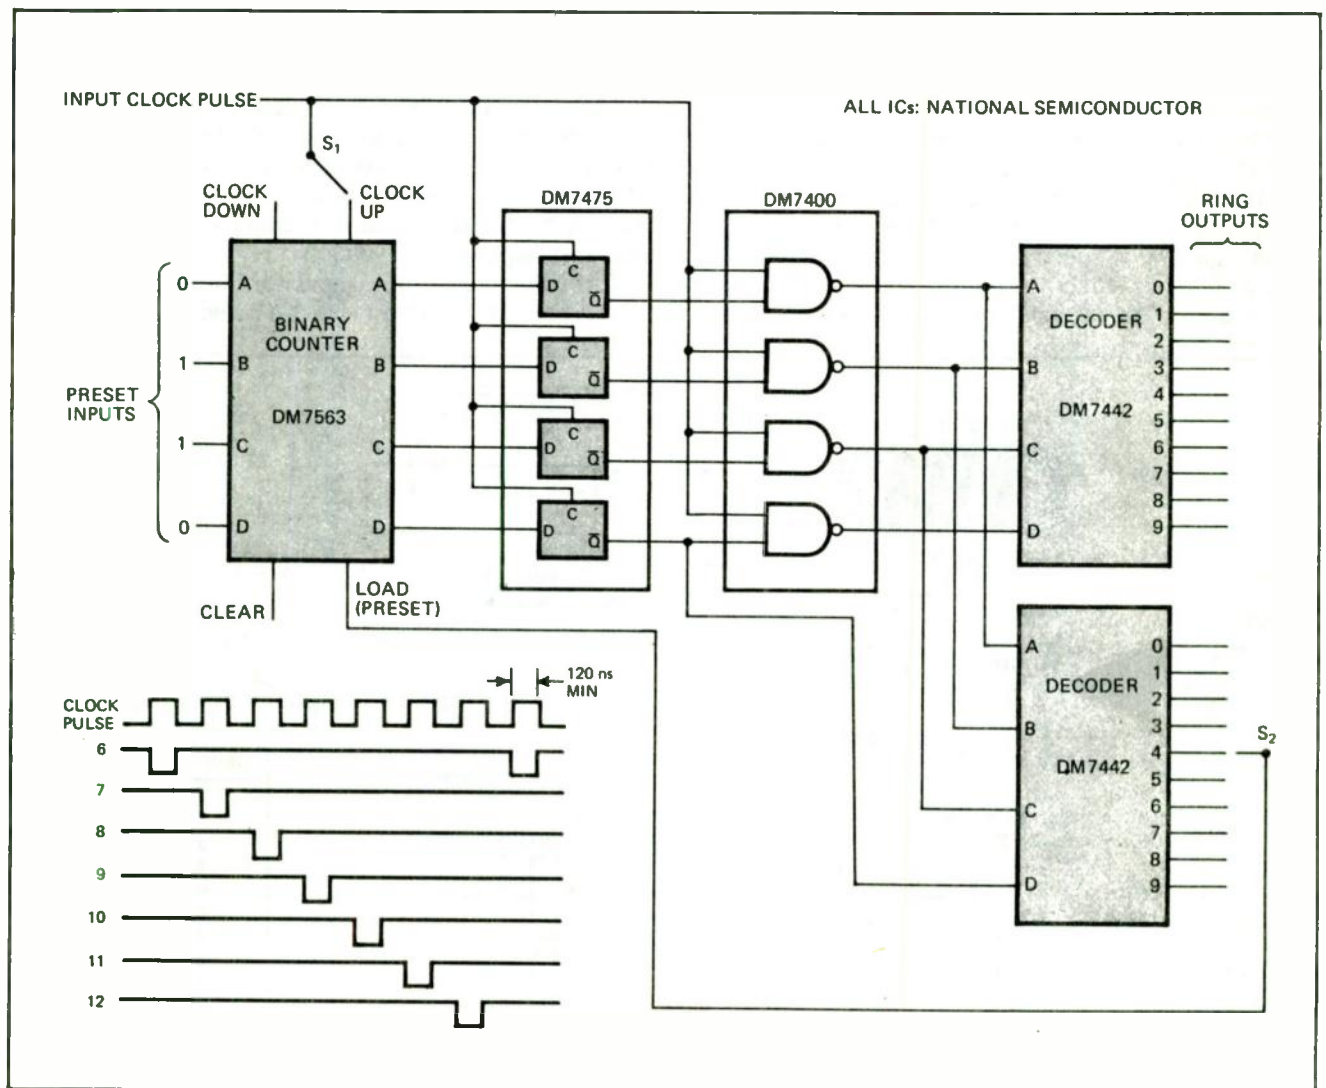 INPUT CLOCK PULSE
ALL ICs: NATIONAL SEMICONDUCTOR
S1
CLOCK DOWN
CLOCK UP
DM7475
DM7400
RING OUTPUTS
PRESET INPUTS
0
1
1
0
A
B
C
D
BINARY COUNTER
DM7563
A
B
C
D
CLEAR
LOAD (PRESET)
C
D
Q̅
C
D
Q̅
C
D
Q̅
C
D
Q̅
A
B
C
D
DECODER
DM7442
0
1
2
3
4
5
6
7
8
9
A
B
C
D
DECODER
DM7442
0
1
2
3
4
5
6
7
8
9
S2
120 ns MIN
CLOCK PULSE
6
7
8
9
10
11
12